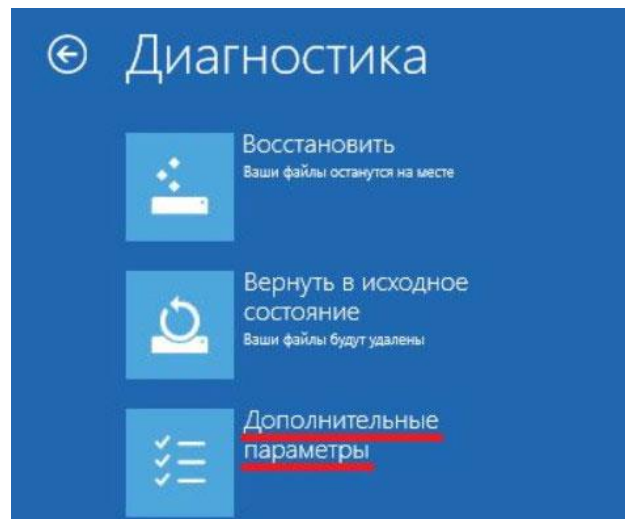 Диагностика
Восстановить
Ваши файлы останутся на месте
Вернуть в исходное
состояние
Ваши файлы будут удалены
Дополнительные
параметры